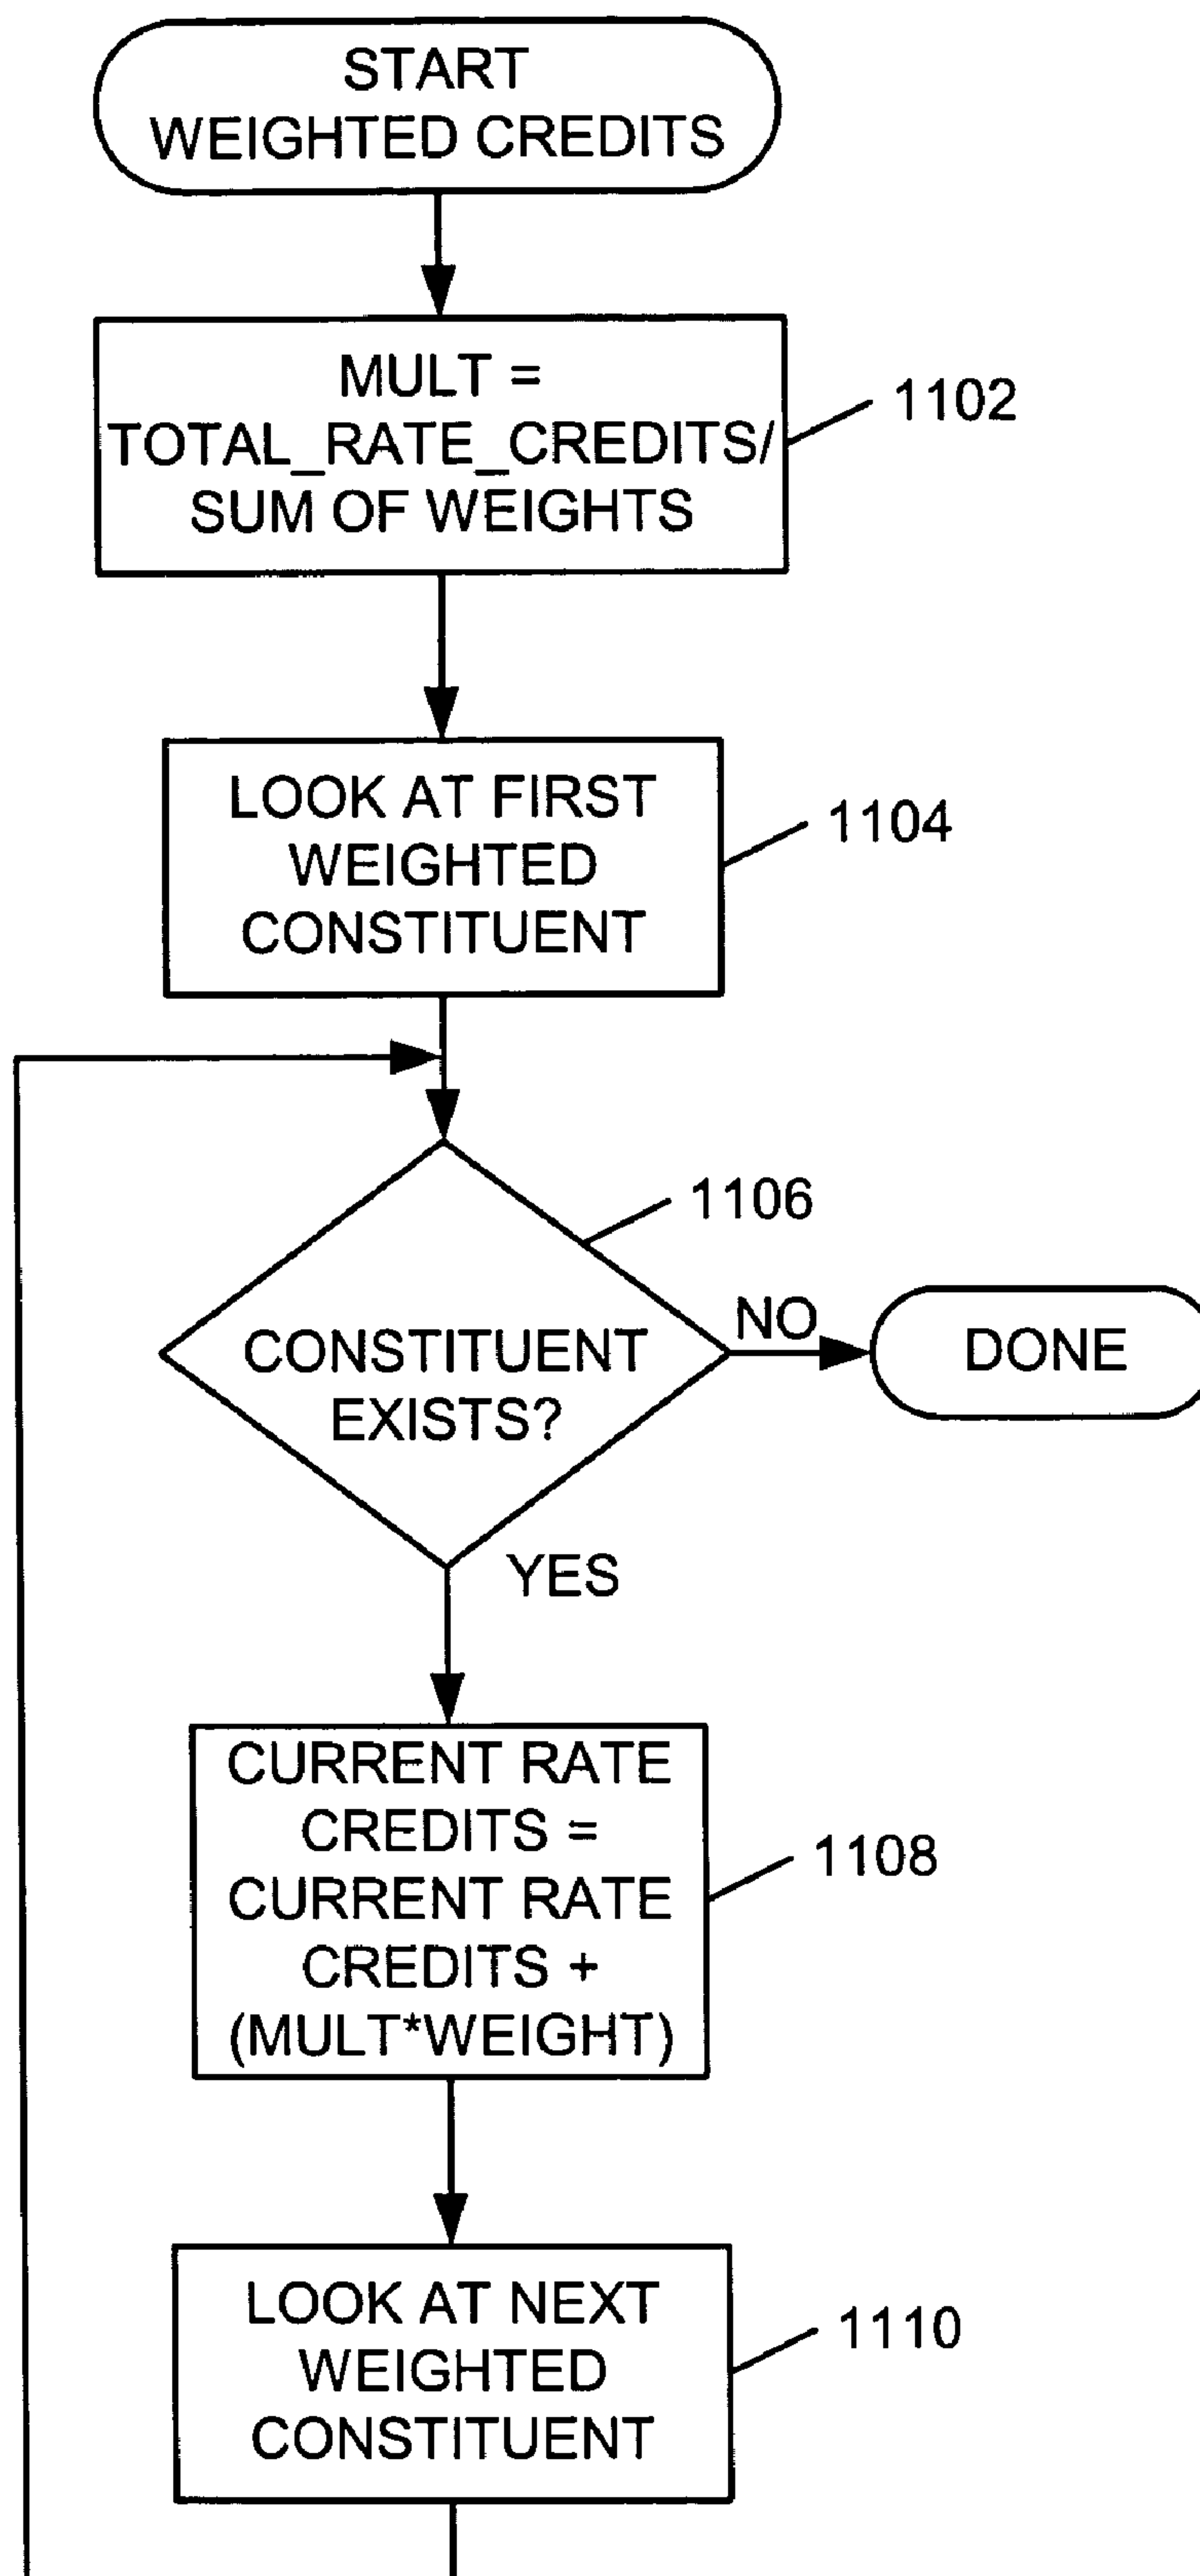 START
WEIGHTED CREDITS
MULT =
TOTAL_RATE_CREDITS/
SUM OF WEIGHTS
1102
LOOK AT FIRST
WEIGHTED
CONSTITUENT
1104
1106
CONSTITUENT
EXISTS?
NO
DONE
YES
CURRENT RATE
CREDITS =
CURRENT RATE
CREDITS +
(MULT*WEIGHT)
1108
LOOK AT NEXT
WEIGHTED
CONSTITUENT
1110